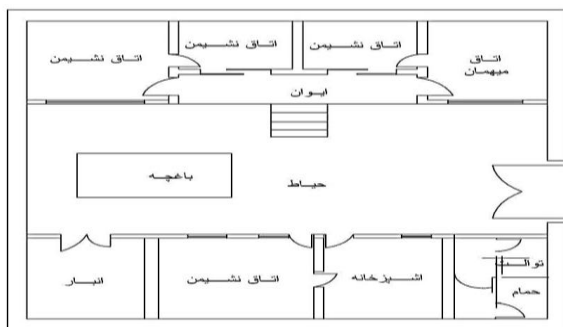 اتاق نشیمن
اتاق نشیمن
اتاق
میهمان
اتاق نشیمن
ایوان
باغچه
حیاط
توالت
آشپزخانه
اتاق نشیمن
انبار
حمام